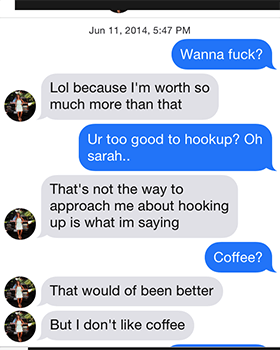 Jun 11, 2014, 5:47 PM
Wanna fuck?
Lol because I'm worth so
much more than that
Ur too good to hookup? Oh
sarah..
That's not the way to
approach me about hooking
up is what im saying
Coffee?
That would of been better
But I don't like coffee